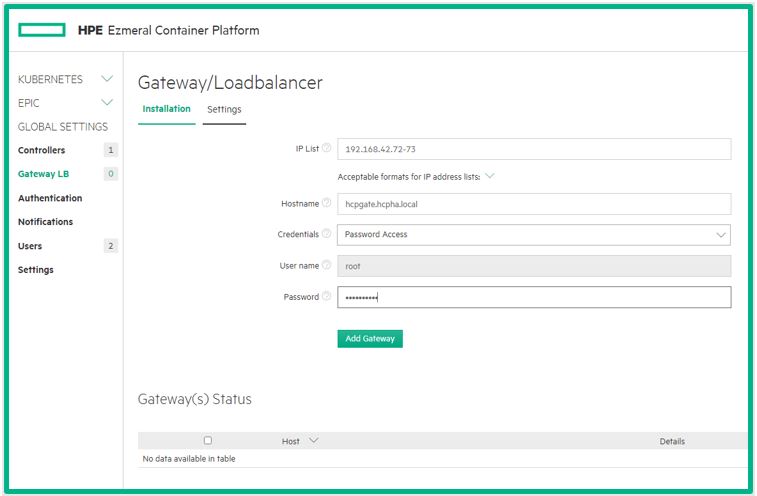 HPE Ezmeral Container Platform
KUBERNETES
EPIC
GLOBAL SETTINGS
Controllers 1
Gateway LB 0
Authentication
Notifications
Users 2
Settings
Gateway/Loadbalancer
Installation Settings
IP List ? 192.168.42.72-73
Acceptable formats for IP address lists:
Hostname ? hcpgate.hcpha.local
Credentials ? Password Access
User name ? root
Password ? ••••••••••
Add Gateway
Gateway(s) Status
Host Details
No data available in table